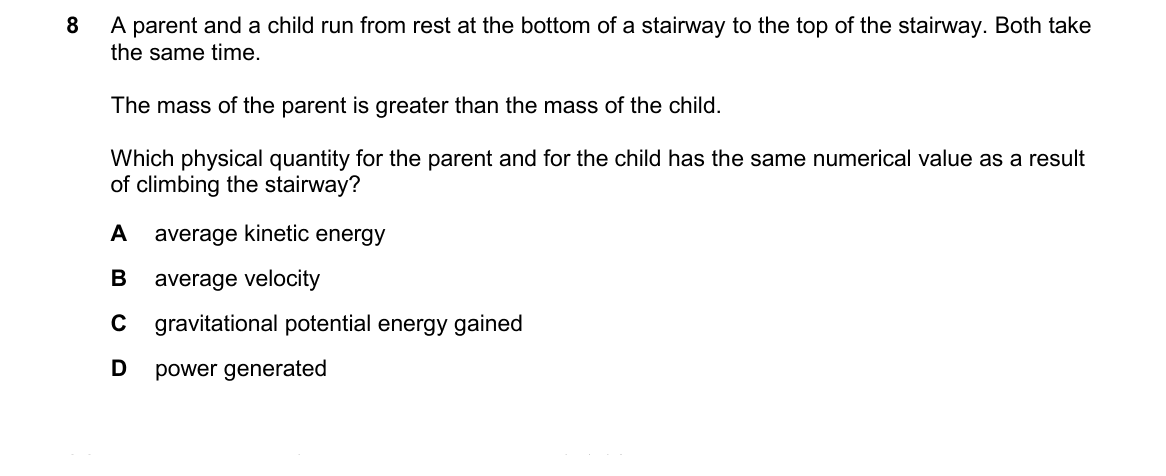 8 A parent and a child run from rest at the bottom of a stairway to the top of the stairway. Both take
the same time.
The mass of the parent is greater than the mass of the child.
Which physical quantity for the parent and for the child has the same numerical value as a result
of climbing the stairway?
A average kinetic energy
B average velocity
C gravitational potential energy gained
D power generated